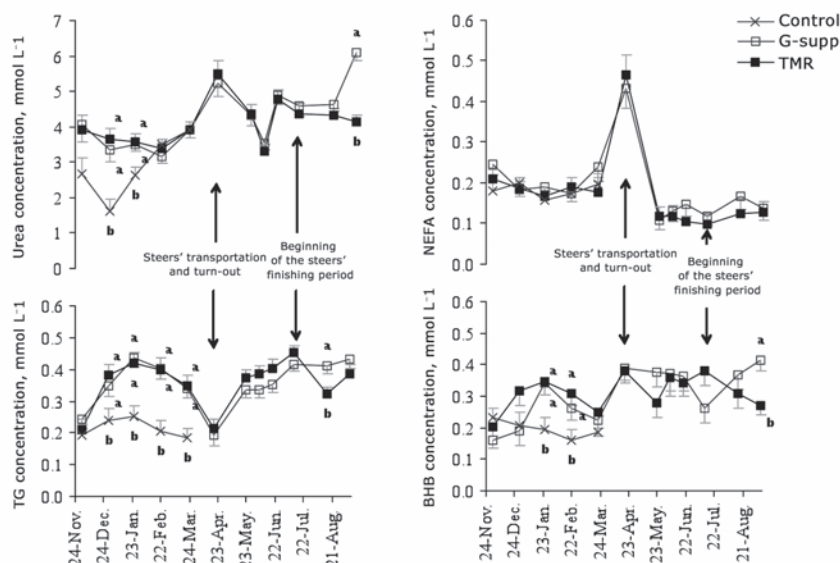 Control
G-supp
TMR
Urea concentration, mmol L⁻¹
7
6
5
4
3
2
1
0
a
a
a
a
a
b
b
b
Steers' transportation
and turn-out
Beginning
of the steers'
finishing period
NEFA concentration, mmol L⁻¹
0.6
0.5
0.4
0.3
0.2
0.1
0.0
Steers' transportation
and turn-out
Beginning
of the steers'
finishing period
TG concentration, mmol L⁻¹
0.6
0.5
0.4
0.3
0.2
0.1
0.0
a
a
a
a
a
a
a
a
b
b
b
b
b
24-Nov.
24-Dec.
23-Jan.
22-Feb.
24-Mar.
23-Apr.
23-May.
22-Jun.
22-Jul.
21-Aug.
BHB concentration, mmol L⁻¹
0.6
0.5
0.4
0.3
0.2
0.1
0.0
a
a
a
a
a
b
b
b
24-Nov.
24-Dec.
23-Jan.
22-Feb.
24-Mar.
23-Apr.
23-May.
22-Jun.
22-Jul.
21-Aug.